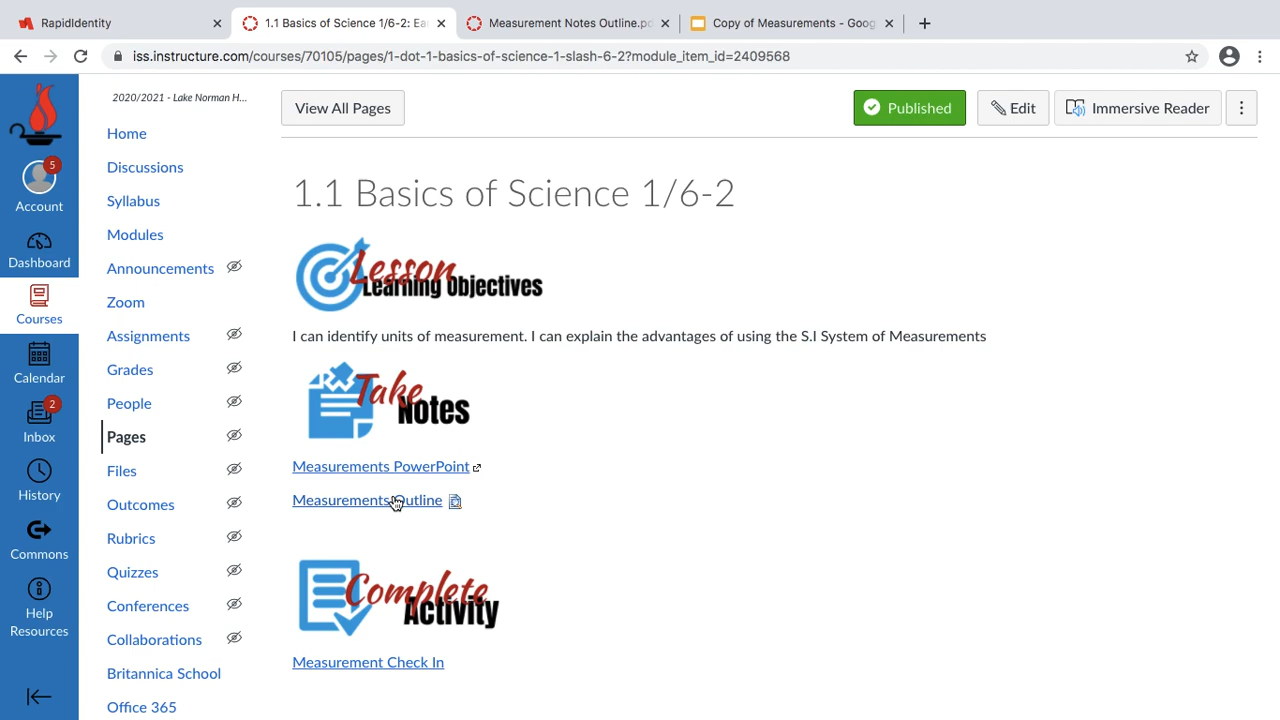 RapidIdentity
1.1 Basics of Science 1/6-2: Ea
Measurement Notes Outline.pd
Copy of Measurements - Goog
iss.instructure.com/courses/70105/pages/1-dot-1-basics-of-science-1-slash-6-2?module_item_id=2409568
5
Account
Dashboard
Courses
Calendar
2
Inbox
History
Commons
Help
Resources
2020/2021 - Lake Norman H...
Home
Discussions
Syllabus
Modules
Announcements
Zoom
Assignments
Grades
People
Pages
Files
Outcomes
Rubrics
Quizzes
Conferences
Collaborations
Britannica School
Office 365
View All Pages
Published
Edit
Immersive Reader
1.1 Basics of Science 1/6-2
Lesson
Learning Objectives
I can identify units of measurement. I can explain the advantages of using the S.I System of Measurements
Take
Notes
Measurements PowerPoint
Measurements Outline
Complete
Activity
Measurement Check In